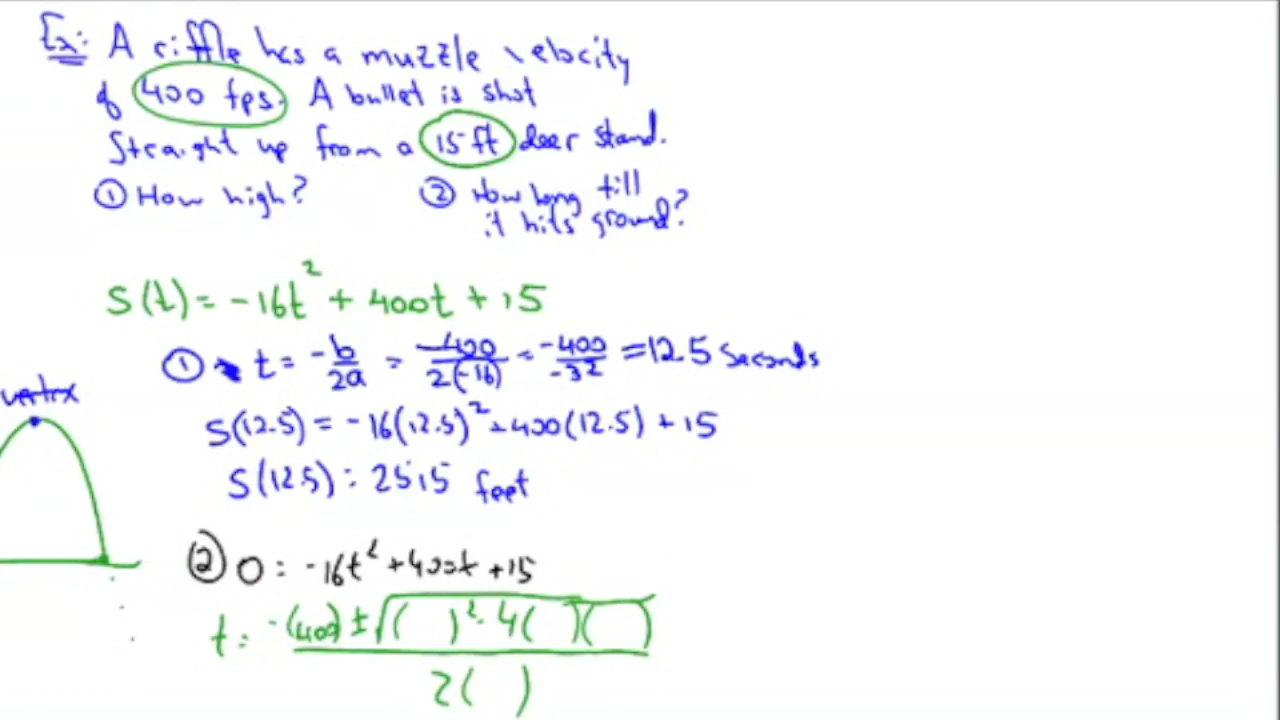 Ex: A riffle has a muzzle velocity
of 400 fps. A bullet is shot
straight up from a 15 ft deer stand.
① How high? ② How long till
it hits ground?
S(t) = -16t² + 400t + 15
① t = -b/2a = -400/2(-16) = -400/-32 = 12.5 seconds
vertex
S(12.5) = -16(12.5)² + 400(12.5) + 15
S(12.5) = 2515 feet
② 0 = -16t² + 400t + 15
t = -(400) ± √( )² - 4( )( )
2( )